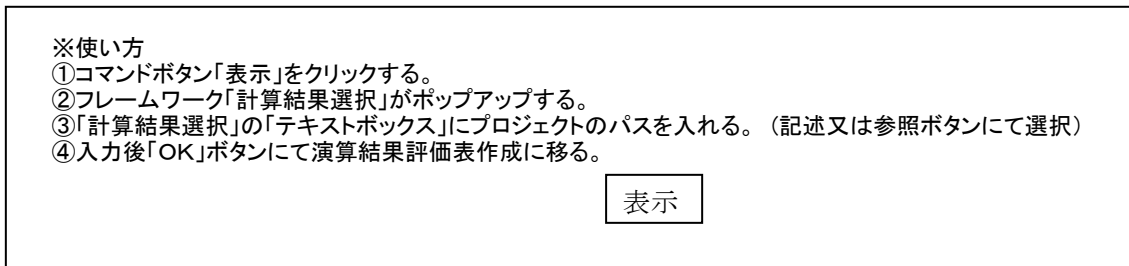 ※使い方
①コマンドボタン「表示」をクリックする。
②フレームワーク「計算結果選択」がポップアップする。
③「計算結果選択」の「テキストボックス」にプロジェクトのパスを入れる。（記述又は参照ボタンにて選択）
④入力後「OK」ボタンにて演算結果評価表作成に移る。
表示